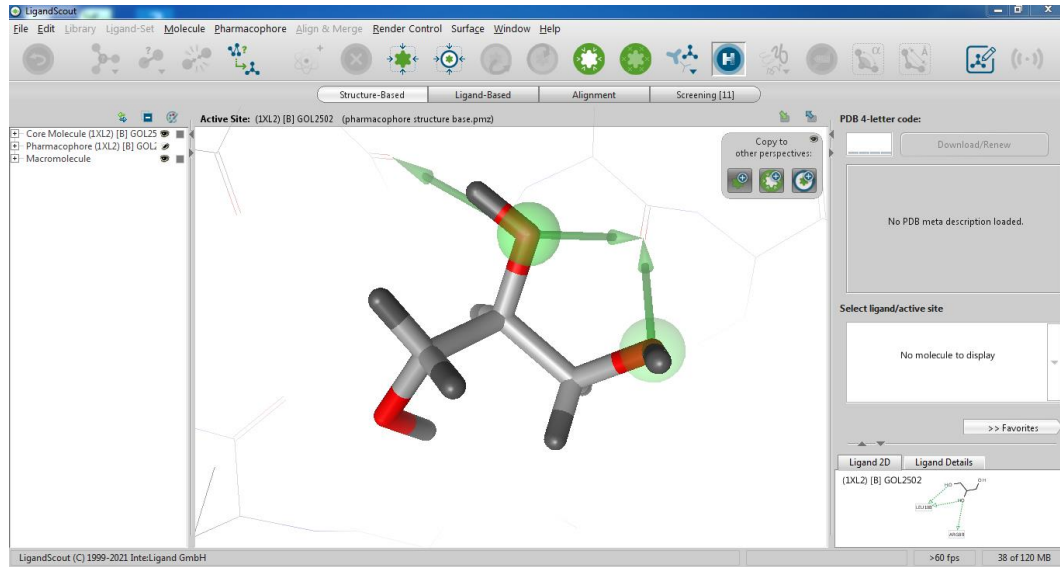 LigandScout
File Edit Library Ligand-Set Molecule Pharmacophore Align & Merge Render Control Surface Window Help
Structure-Based Ligand-Based Alignment Screening [11]
Active Site: (1XL2) [B] GOL2502 (pharmacophore structure base.pmz)
PDB 4-letter code:
Core Molecule (1XL2) [B] GOL25
Pharmacophore (1XL2) [B] GOL2
Macromolecule
Copy to
other perspectives:
Download/Renew
No PDB meta description loaded.
Select ligand/active site
No molecule to display
>> Favorites
Ligand 2D Ligand Details
(1XL2) [B] GOL2502
HO
OH
HO
LigandScout (C) 1999-2021 Inte:Ligand GmbH
>60 fps 38 of 120 MB